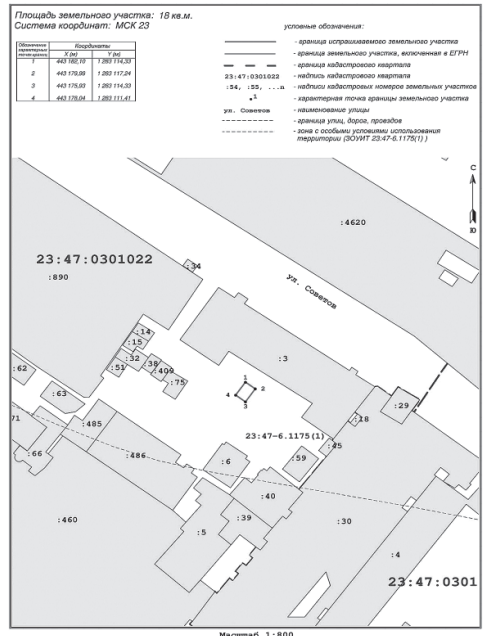 Площадь земельного участка: 18 кв.м.
Система координат: МСК 23
Обозначение характерных точек границ
Координаты
X (м) Y (м)
1 443 182,10 1 283 114,33
2 443 179,99 1 283 117,24
3 443 175,93 1 283 114,33
4 443 178,04 1 283 111,41
условные обозначения:
- граница испрашиваемого земельного участка
- граница земельного участка, включенная в ЕГРН
- граница кадастрового квартала
23:47:0301022 - надпись кадастрового квартала
:54, :55, ...n - надписи кадастровых номеров земельных участков
1 - характерная точка границы земельного участка
ул. Советов - наименование улицы
- граница улиц, дорог, проездов
- зона с особыми условиями использования
территории (ЗОУИТ 23:47-6.1175(1) )
С
Ю
:4620
23:47:0301022
:890
:34
ул. Советов
:14
:15
:32
:51
:38
:409
:75
:3
:62
:63
1
2
4
3
:29
:18
71
:485
:66
:486
23:47-6.1175(1)
:45
:59
:6
:40
:460
:39
:5
:30
:4
23:47:0301
Масштаб 1:800